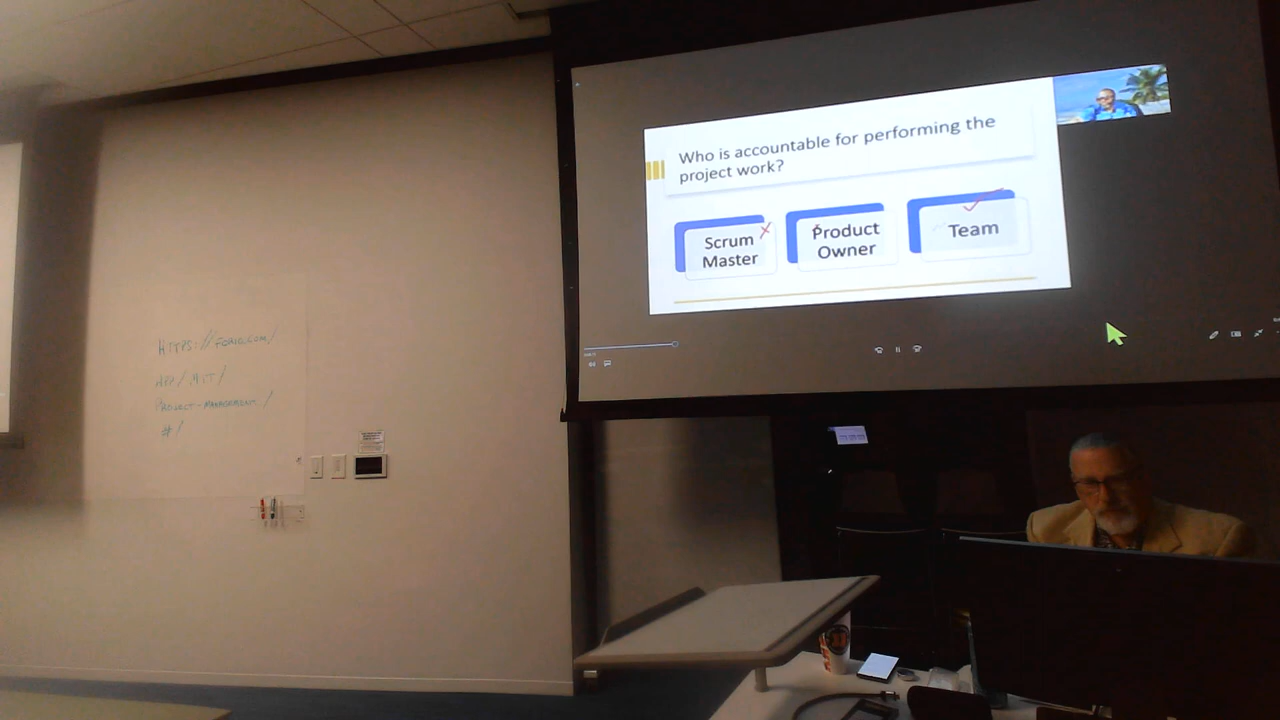 Who is accountable for performing the
project work?
Scrum
Master
Product
Owner
Team
HTTPS://FORIO.COM/
APP/MIT/
PROJECT-MANAGEMENT/
#/